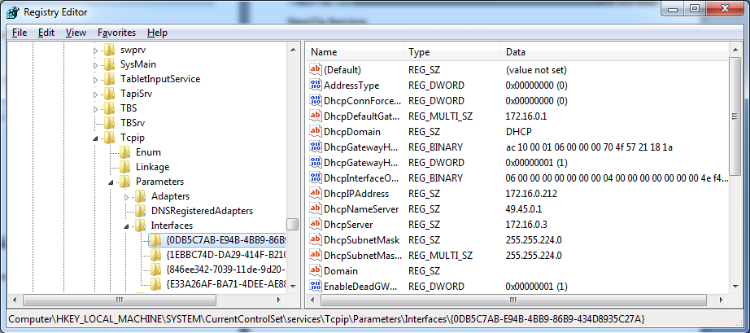 Registry Editor
File Edit View Favorites Help
swprv
SysMain
TabletInputService
TapiSrv
TBS
TBSrv
Tcpip
Enum
Linkage
Parameters
Adapters
DNSRegisteredAdapters
Interfaces
{0DB5C7AB-E94B-4BB9-86B9
{1EBBC74D-DA29-414F-B210
{846ee342-7039-11de-9d20-
{E33A26AF-BA71-4DEE-AE88
Name Type Data
(Default) REG_SZ (value not set)
AddressType REG_DWORD 0x00000000 (0)
DhcpConnForce... REG_DWORD 0x00000000 (0)
DhcpDefaultGat... REG_MULTI_SZ 172.16.0.1
DhcpDomain REG_SZ DHCP
DhcpGatewayH... REG_BINARY ac 10 00 01 06 00 00 00 70 4f 57 21 18 1a
DhcpGatewayH... REG_DWORD 0x00000001 (1)
DhcpInterfaceO... REG_BINARY 06 00 00 00 00 00 00 00 04 00 00 00 00 00 00 00 4e f4...
DhcpIPAddress REG_SZ 172.16.0.212
DhcpNameServer REG_SZ 49.45.0.1
DhcpServer REG_SZ 172.16.0.3
DhcpSubnetMask REG_SZ 255.255.224.0
DhcpSubnetMas... REG_MULTI_SZ 255.255.224.0
Domain REG_SZ
EnableDeadGW... REG_DWORD 0x00000001 (1)
Computer\HKEY_LOCAL_MACHINE\SYSTEM\CurrentControlSet\services\Tcpip\Parameters\Interfaces\{0DB5C7AB-E94B-4BB9-86B9-434D8935C27A}